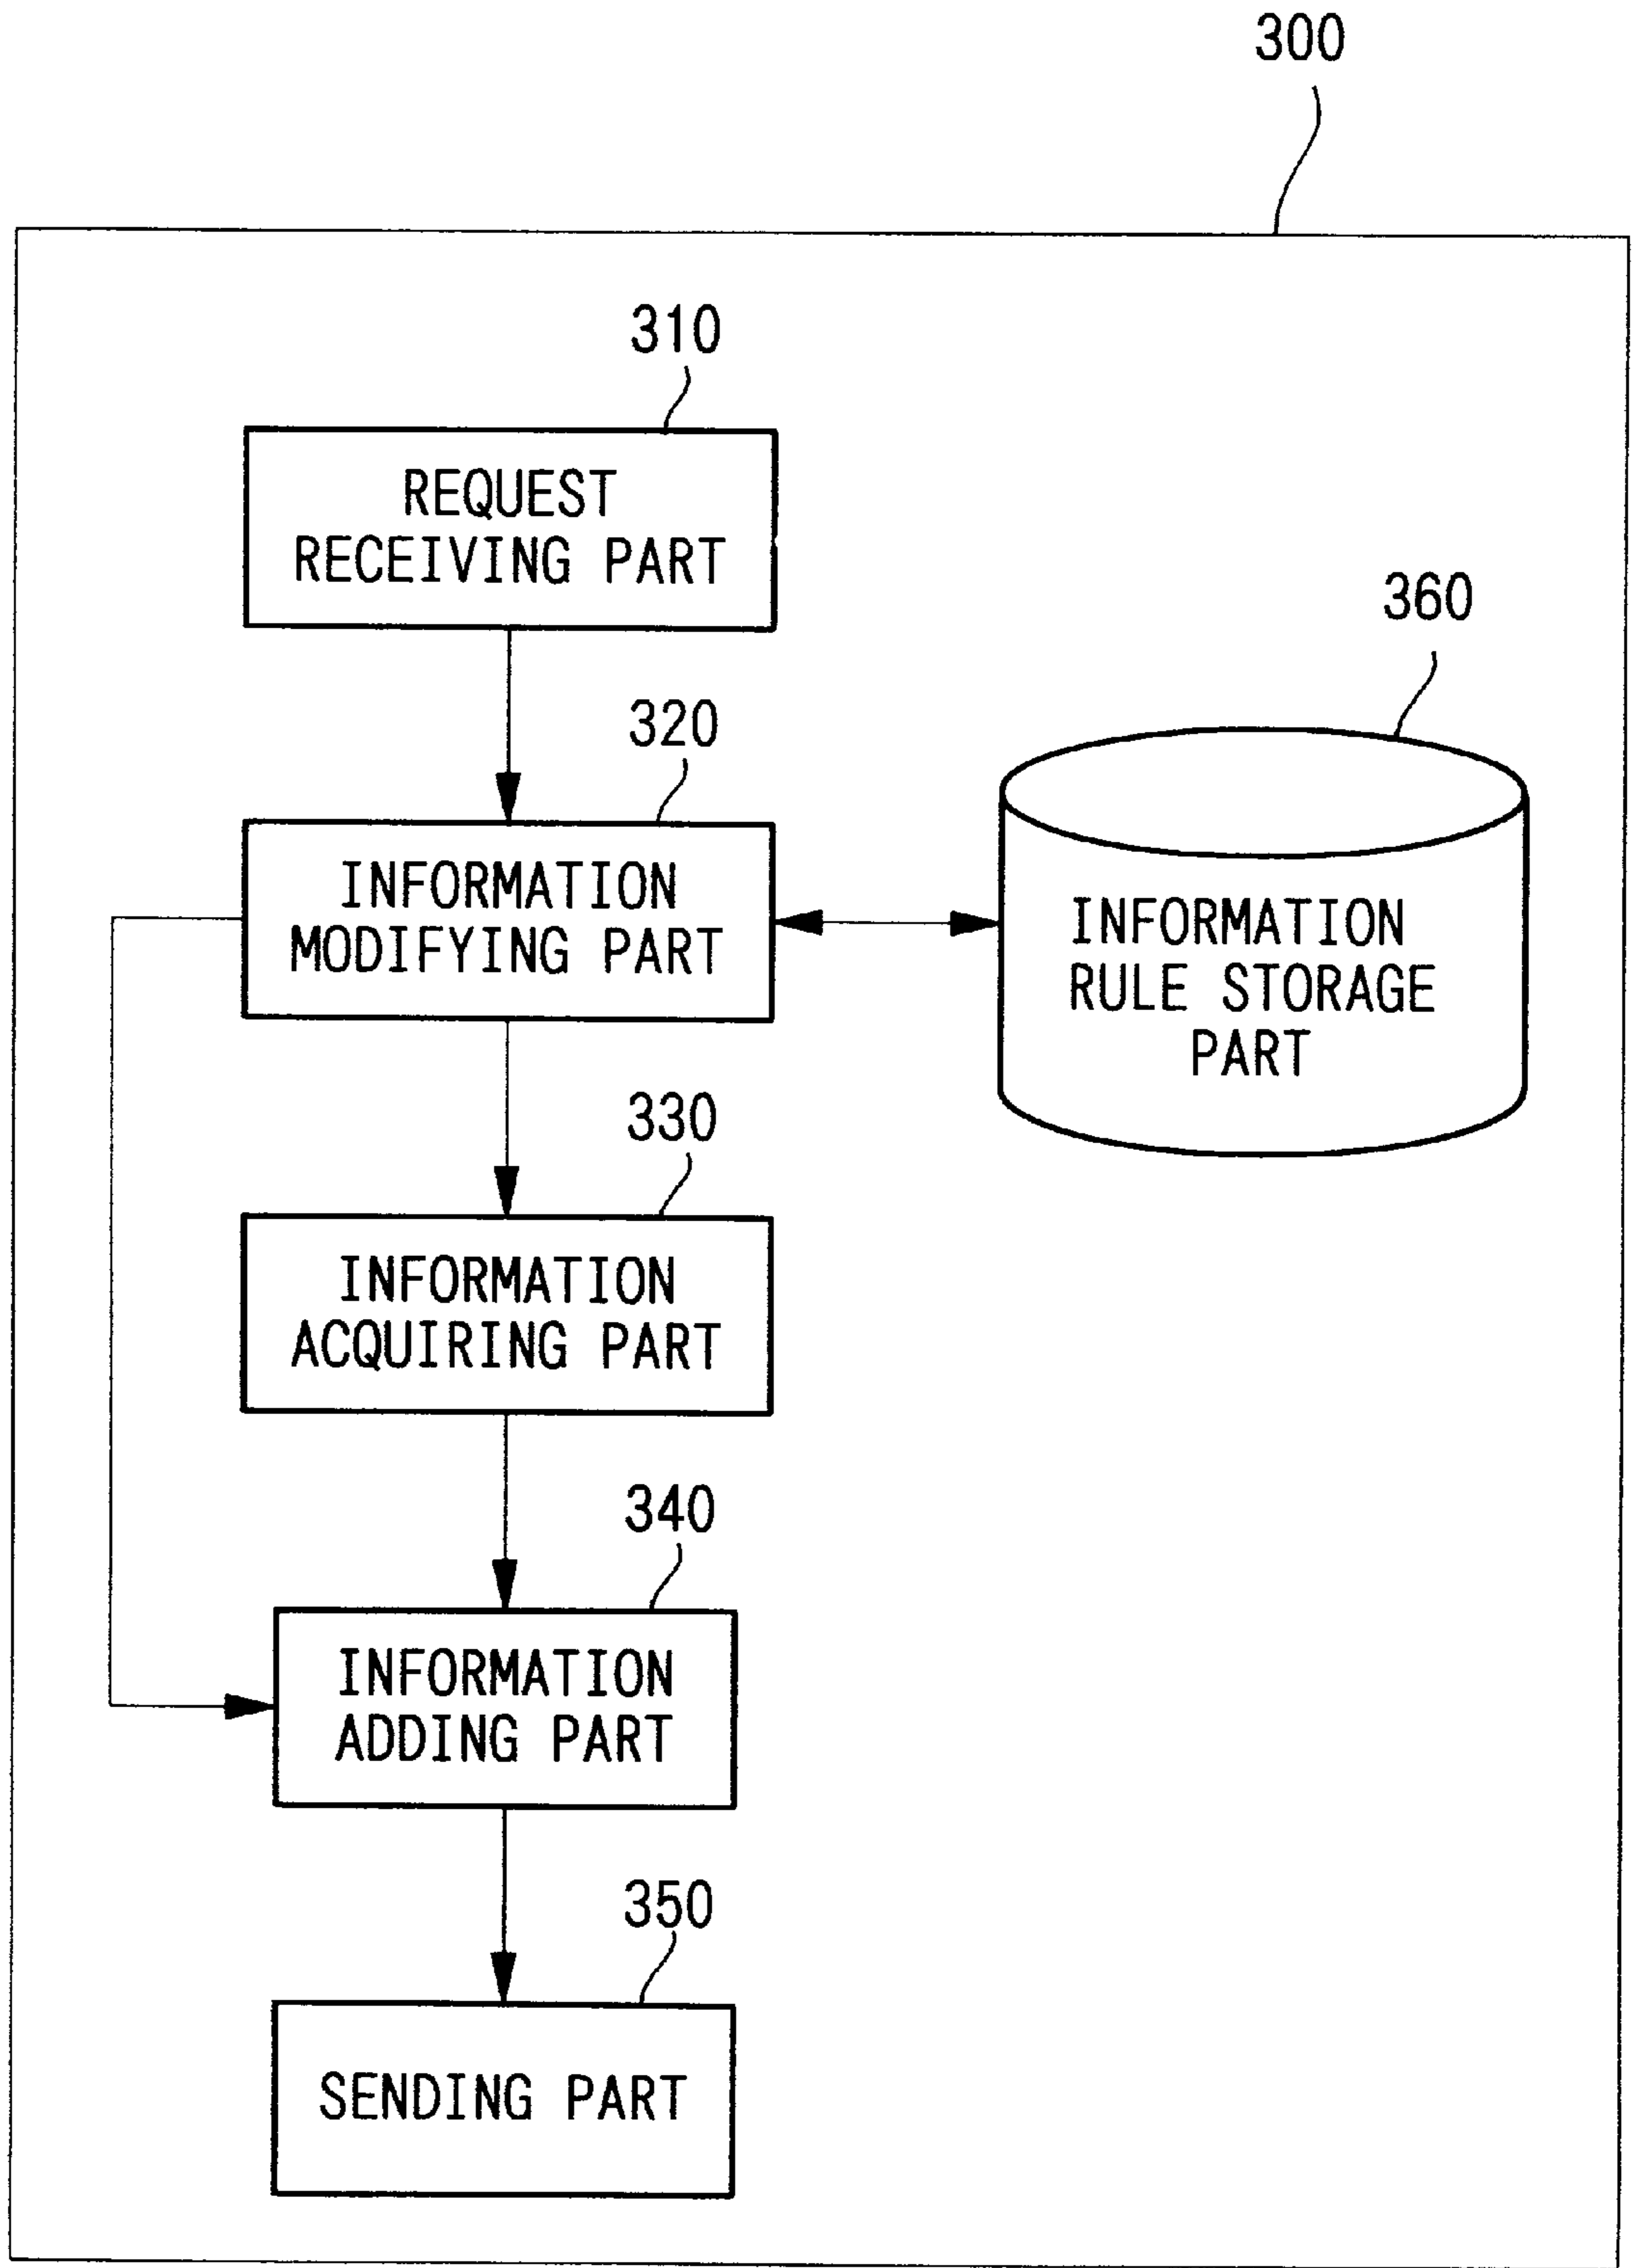 300
310
REQUEST
RECEIVING PART
360
320
INFORMATION
MODIFYING PART
INFORMATION
RULE STORAGE
PART
330
INFORMATION
ACQUIRING PART
340
INFORMATION
ADDING PART
350
SENDING PART